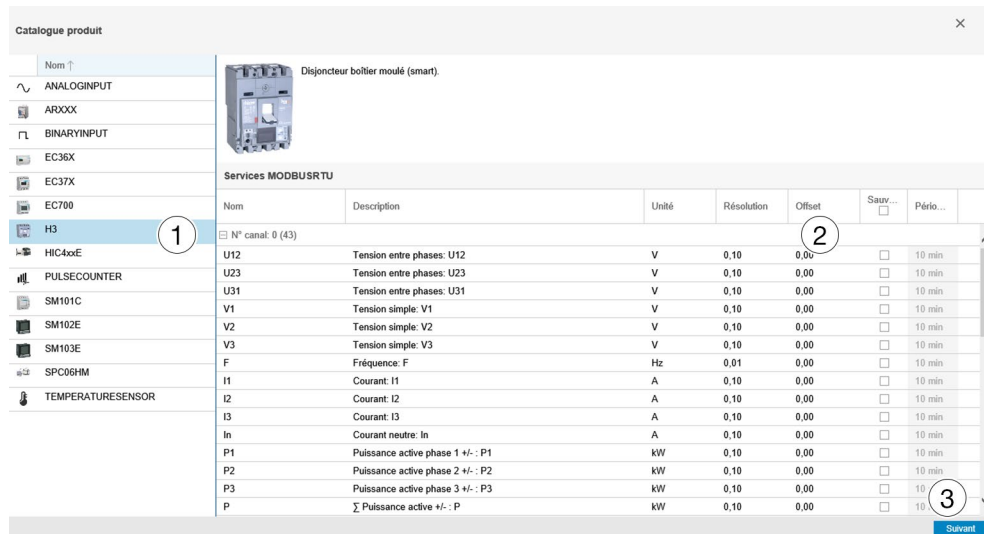 Catalogue produit
Nom ↑
ANALOGINPUT
ARXXX
BINARYINPUT
EC36X
EC37X
EC700
H3
HIC4xxE
PULSECOUNTER
SM101C
SM102E
SM103E
SPC06HM
TEMPERATURESENSOR
1
Disjoncteur boîtier moulé (smart).
Services MODBUSRTU
Nom Description Unité Résolution Offset Sauv... Pério...
N° canal: 0 (43)
2
U12 Tension entre phases: U12 V 0,10 0,00 10 min
U23 Tension entre phases: U23 V 0,10 0,00 10 min
U31 Tension entre phases: U31 V 0,10 0,00 10 min
V1 Tension simple: V1 V 0,10 0,00 10 min
V2 Tension simple: V2 V 0,10 0,00 10 min
V3 Tension simple: V3 V 0,10 0,00 10 min
F Fréquence: F Hz 0,01 0,00 10 min
I1 Courant: I1 A 0,10 0,00 10 min
I2 Courant: I2 A 0,10 0,00 10 min
I3 Courant: I3 A 0,10 0,00 10 min
In Courant neutre: In A 0,10 0,00 10 min
P1 Puissance active phase 1 +/- : P1 kW 0,10 0,00 10 min
P2 Puissance active phase 2 +/- : P2 kW 0,10 0,00 10 min
P3 Puissance active phase 3 +/- : P3 kW 0,10 0,00 10
P ∑ Puissance active +/- : P kW 0,10 0,00 10
3
Suivant